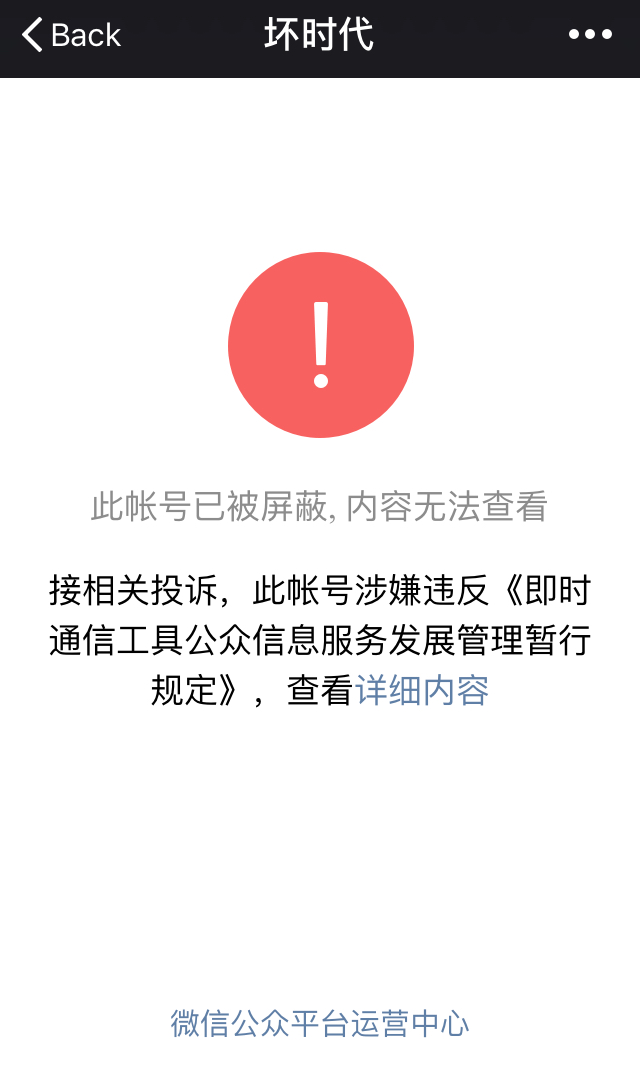 Back 坏时代
此帐号已被屏蔽, 内容无法查看
接相关投诉，此帐号涉嫌违反《即时
通信工具公众信息服务发展管理暂行
规定》，查看详细内容
微信公众平台运营中心